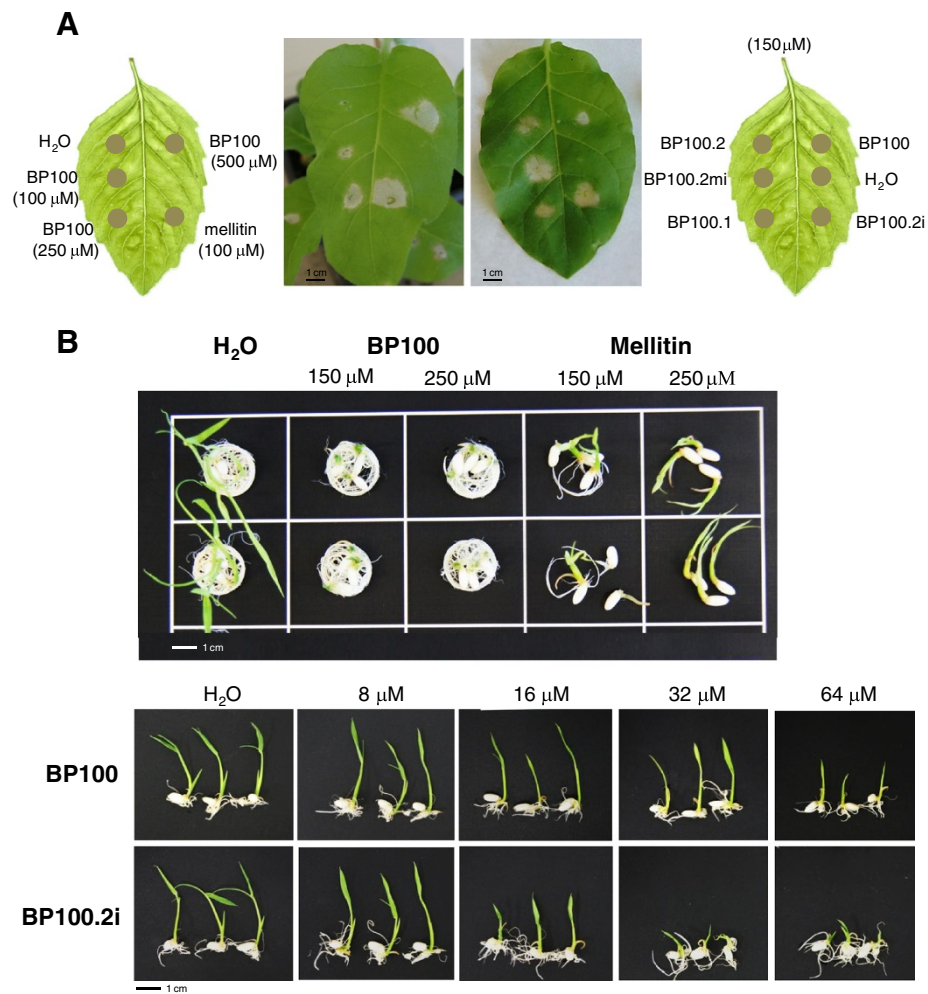 A
(150 μM)
H₂O
BP100
(500 μM)
BP100
(100 μM)
BP100
(250 μM)
mellitin
(100 μM)
1 cm
1 cm
BP100.2
BP100
BP100.2mi
H₂O
BP100.1
BP100.2i
B
H₂O BP100 Mellitin
150 μM 250 μM 150 μM 250 μM
1 cm
H₂O 8 μM 16 μM 32 μM 64 μM
BP100
BP100.2i
1 cm